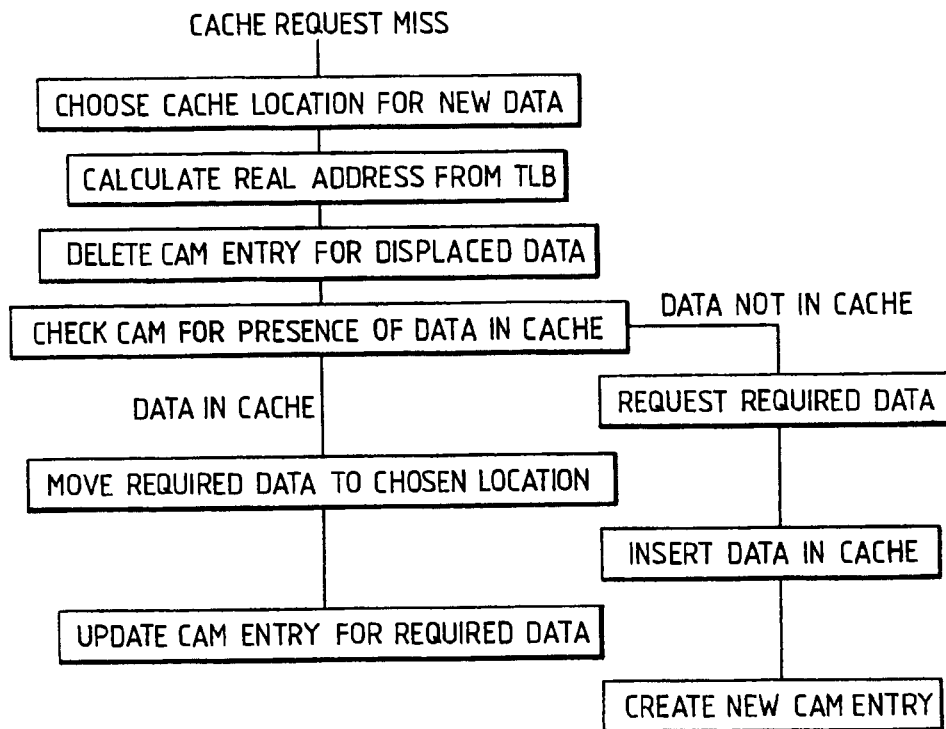 CACHE REQUEST MISS
CHOOSE CACHE LOCATION FOR NEW DATA
CALCULATE REAL ADDRESS FROM TLB
DELETE CAM ENTRY FOR DISPLACED DATA
CHECK CAM FOR PRESENCE OF DATA IN CACHE
DATA NOT IN CACHE
DATA IN CACHE
REQUEST REQUIRED DATA
MOVE REQUIRED DATA TO CHOSEN LOCATION
INSERT DATA IN CACHE
UPDATE CAM ENTRY FOR REQUIRED DATA
CREATE NEW CAM ENTRY